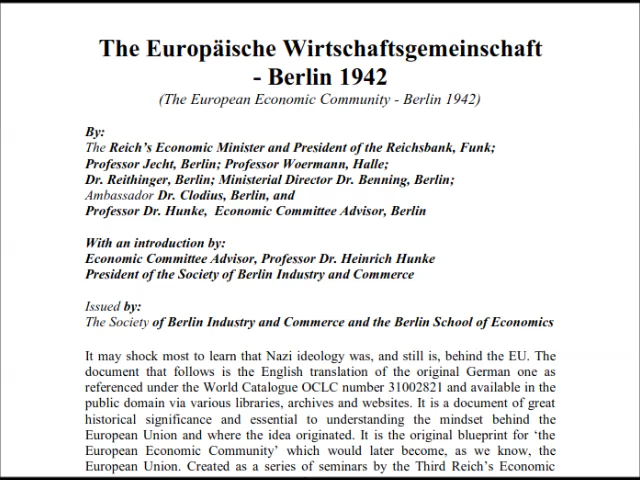 The Europäische Wirtschaftsgemeinschaft
- Berlin 1942
(The European Economic Community - Berlin 1942)
By:
The Reich's Economic Minister and President of the Reichsbank, Funk;
Professor Jecht, Berlin; Professor Woermann, Halle;
Dr. Reithinger, Berlin; Ministerial Director Dr. Benning, Berlin;
Ambassador Dr. Clodius, Berlin, and
Professor Dr. Hunke, Economic Committee Advisor, Berlin
With an introduction by:
Economic Committee Advisor, Professor Dr. Heinrich Hunke
President of the Society of Berlin Industry and Commerce
Issued by:
The Society of Berlin Industry and Commerce and the Berlin School of Economics
It may shock most to learn that Nazi ideology was, and still is, behind the EU. The
document that follows is the English translation of the original German one as
referenced under the World Catalogue OCLC number 31002821 and available in the
public domain via various libraries, archives and websites. It is a document of great
historical significance and essential to understanding the mindset behind the
European Union and where the idea originated. It is the original blueprint for 'the
European Economic Community' which would later become, as we know, the
European Union. Created as a series of seminars by the Third Reich's Economic